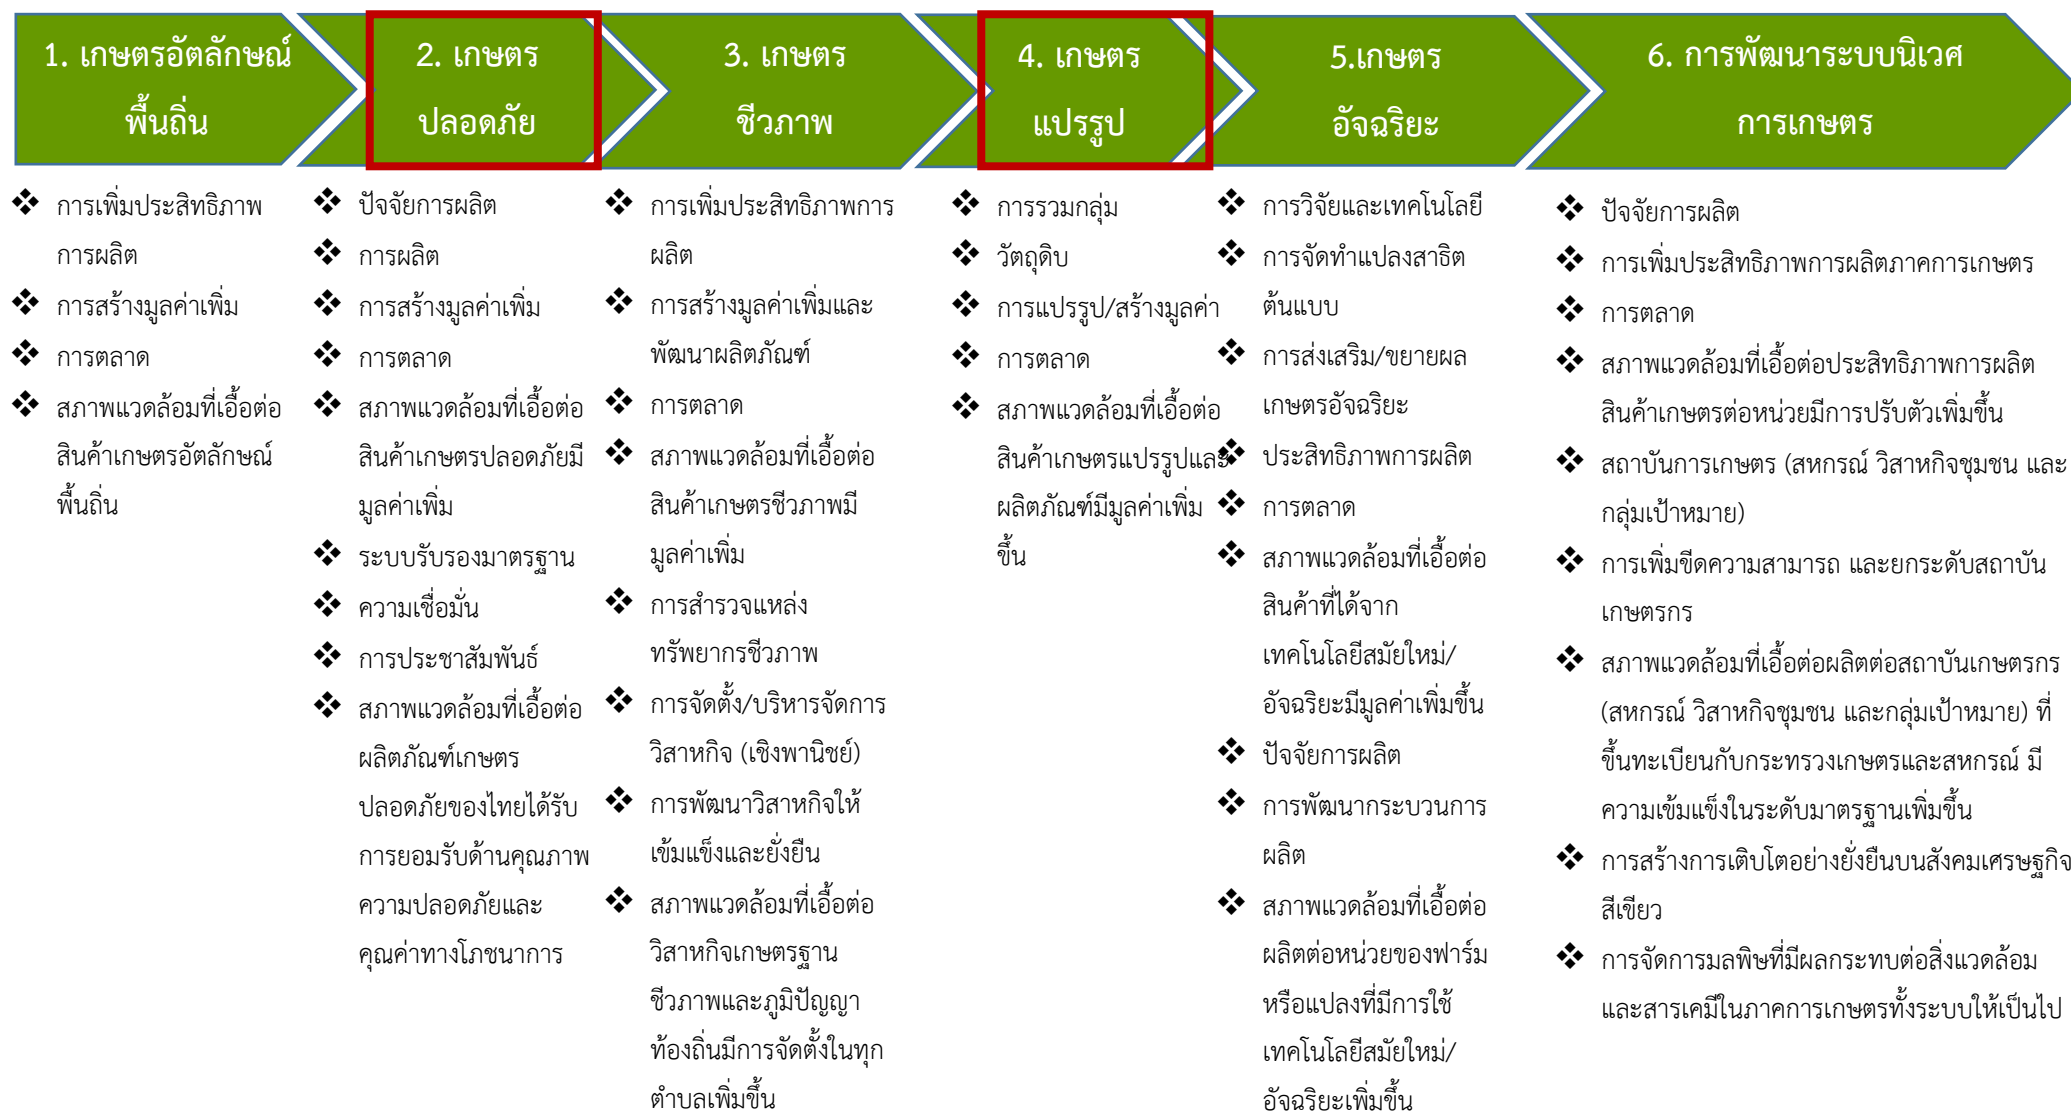 1. เกษตรอัตลักษณ์
พื้นถิ่น
2. เกษตร
ปลอดภัย
3. เกษตร
ชีวภาพ
4. เกษตร
แปรรูป
5.เกษตร
อัจฉริยะ
6. การพัฒนาระบบนิเวศ
การเกษตร
❖ การเพิ่มประสิทธิภาพ
การผลิต
❖ การสร้างมูลค่าเพิ่ม
❖ การตลาด
❖ สภาพแวดล้อมที่เอื้อต่อ
สินค้าเกษตรอัตลักษณ์
พื้นถิ่น
❖ ปัจจัยการผลิต
❖ การผลิต
❖ การสร้างมูลค่าเพิ่ม
❖ การตลาด
❖ สภาพแวดล้อมที่เอื้อต่อ
สินค้าเกษตรปลอดภัยมี
มูลค่าเพิ่ม
❖ ระบบรับรองมาตรฐาน
❖ ความเชื่อมั่น
❖ การประชาสัมพันธ์
❖ สภาพแวดล้อมที่เอื้อต่อ
ผลิตภัณฑ์เกษตร
ปลอดภัยของไทยได้รับ
การยอมรับด้านคุณภาพ
ความปลอดภัยและ
คุณค่าทางโภชนาการ
❖ การเพิ่มประสิทธิภาพการ
ผลิต
❖ การสร้างมูลค่าเพิ่มและ
พัฒนาผลิตภัณฑ์
❖ การตลาด
❖ สภาพแวดล้อมที่เอื้อต่อ
สินค้าเกษตรชีวภาพมี
มูลค่าเพิ่ม
❖ การสำรวจแหล่ง
ทรัพยากรชีวภาพ
❖ การจัดตั้ง/บริหารจัดการ
วิสาหกิจ (เชิงพานิชย์)
❖ การพัฒนาวิสาหกิจให้
เข้มแข็งและยั่งยืน
❖ สภาพแวดล้อมที่เอื้อต่อ
วิสาหกิจเกษตรฐาน
ชีวภาพและภูมิปัญญา
ท้องถิ่นมีการจัดตั้งในทุก
ตำบลเพิ่มขึ้น
❖ การรวมกลุ่ม
❖ วัตถุดิบ
❖ การแปรรูป/สร้างมูลค่า
❖ การตลาด
❖ สภาพแวดล้อมที่เอื้อต่อ
สินค้าเกษตรแปรรูปและ
ผลิตภัณฑ์มีมูลค่าเพิ่ม
ขึ้น
❖ การวิจัยและเทคโนโลยี
❖ การจัดทำแปลงสาธิต
ต้นแบบ
❖ การส่งเสริม/ขยายผล
เกษตรอัจฉริยะ
❖ ประสิทธิภาพการผลิต
❖ การตลาด
❖ สภาพแวดล้อมที่เอื้อต่อ
สินค้าที่ได้จาก
เทคโนโลยีสมัยใหม่/
อัจฉริยะมีมูลค่าเพิ่มขึ้น
❖ ปัจจัยการผลิต
❖ การพัฒนากระบวนการ
ผลิต
❖ สภาพแวดล้อมที่เอื้อต่อ
ผลิตต่อหน่วยของฟาร์ม
หรือแปลงที่มีการใช้
เทคโนโลยีสมัยใหม่/
อัจฉริยะเพิ่มขึ้น
❖ ปัจจัยการผลิต
❖ การเพิ่มประสิทธิภาพการผลิตภาคการเกษตร
❖ การตลาด
❖ สภาพแวดล้อมที่เอื้อต่อประสิทธิภาพการผลิต
สินค้าเกษตรต่อหน่วยมีการปรับตัวเพิ่มขึ้น
❖ สถาบันการเกษตร (สหกรณ์ วิสาหกิจชุมชน และ
กลุ่มเป้าหมาย)
❖ การเพิ่มขีดความสามารถ และยกระดับสถาบัน
เกษตรกร
❖ สภาพแวดล้อมที่เอื้อต่อผลิตต่อสถาบันเกษตรกร
(สหกรณ์ วิสาหกิจชุมชน และกลุ่มเป้าหมาย) ที่
ขึ้นทะเบียนกับกระทรวงเกษตรและสหกรณ์ มี
ความเข้มแข็งในระดับมาตรฐานเพิ่มขึ้น
❖ การสร้างการเติบโตอย่างยั่งยืนบนสังคมเศรษฐกิจ
สีเขียว
❖ การจัดการมลพิษที่มีผลกระทบต่อสิ่งแวดล้อม
และสารเคมีในภาคการเกษตรทั้งระบบให้เป็นไป